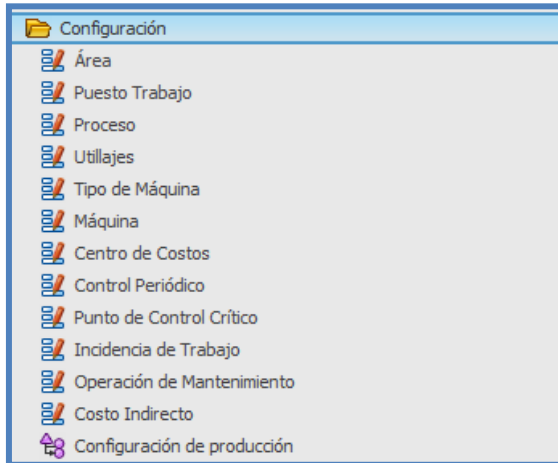 Configuración
Área
Puesto Trabajo
Proceso
Utillajes
Tipo de Máquina
Máquina
Centro de Costos
Control Periódico
Punto de Control Crítico
Incidencia de Trabajo
Operación de Mantenimiento
Costo Indirecto
Configuración de producción